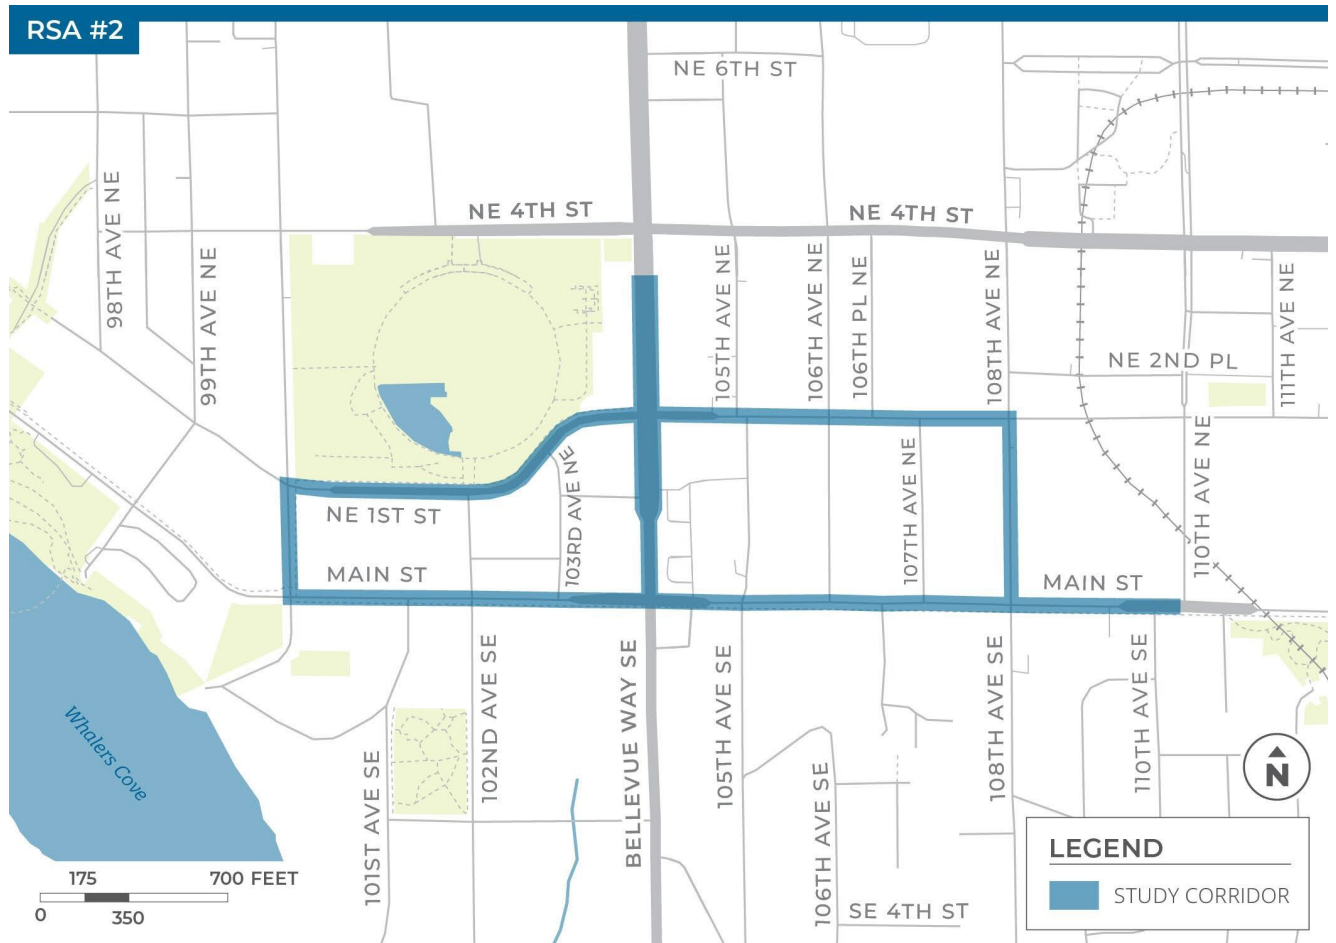 RSA #2
NE 6TH ST
98TH AVE NE
NE 4TH ST
NE 4TH ST
99TH AVE NE
105TH AVE NE
106TH AVE NE
106TH PL NE
108TH AVE NE
111TH AVE NE
NE 2ND PL
110TH AVE NE
103RD AVE NE
107TH AVE NE
NE 1ST ST
MAIN ST
MAIN ST
Whalers Cove
101ST AVE SE
102ND AVE SE
BELLEVUE WAY SE
105TH AVE SE
106TH AVE SE
108TH AVE SE
110TH AVE SE
SE 4TH ST
N
LEGEND
STUDY CORRIDOR
175 700 FEET
0 350